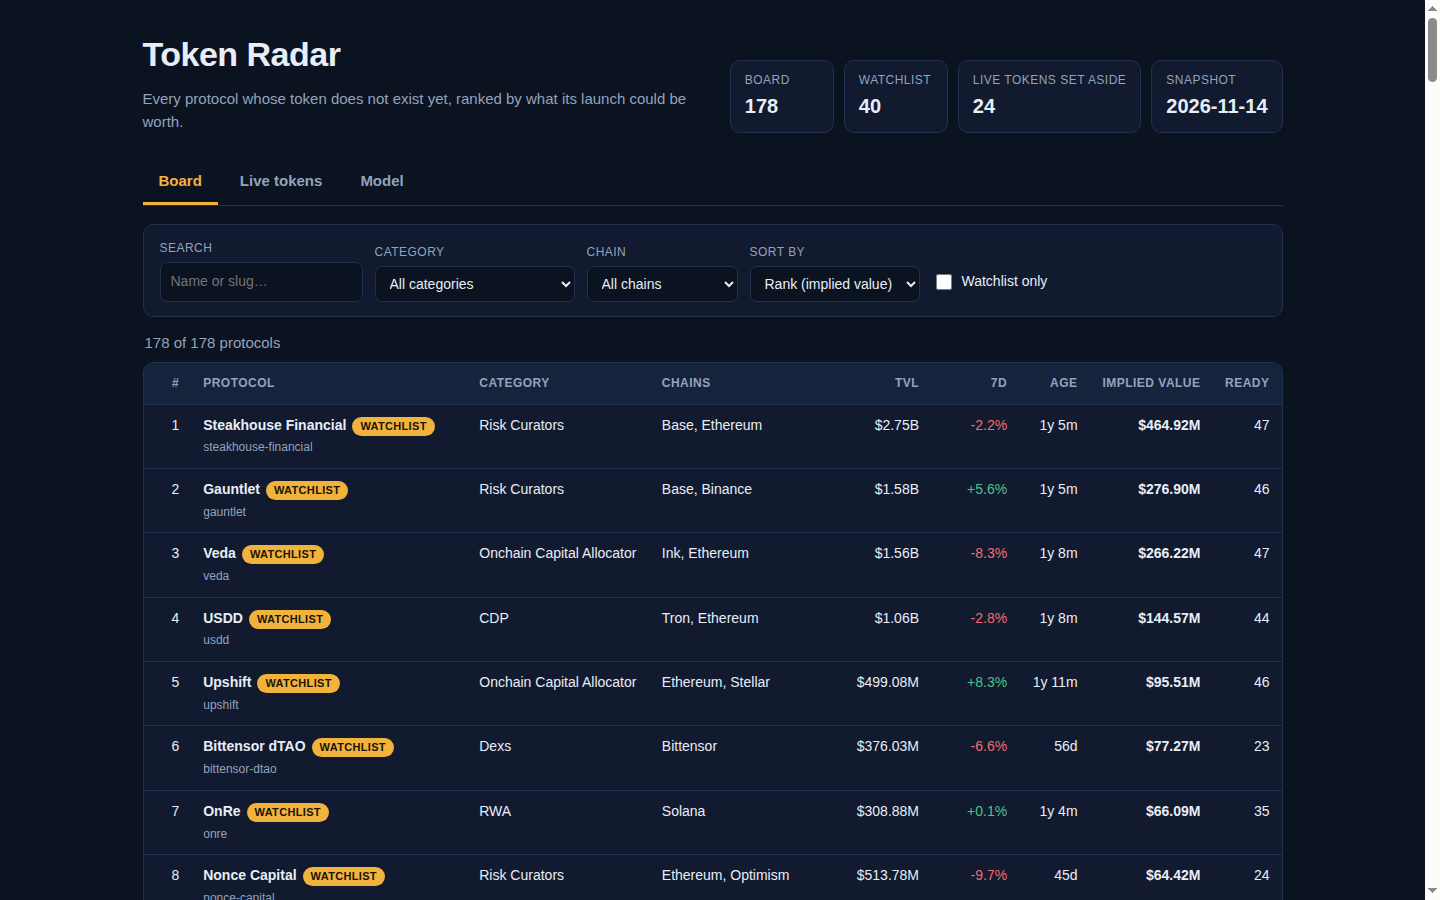 Token Radar
Every protocol whose token does not exist yet, ranked by what its launch could be
worth.
BOARD
178
WATCHLIST
40
LIVE TOKENS SET ASIDE
24
SNAPSHOT
2026-11-14
Board Live tokens Model
SEARCH CATEGORY CHAIN SORT BY
Name or slug… All categories All chains Rank (implied value) Watchlist only
178 of 178 protocols
# PROTOCOL CATEGORY CHAINS TVL 7D AGE IMPLIED VALUE READY
1 Steakhouse Financial WATCHLIST Risk Curators Base, Ethereum $2.75B -2.2% 1y 5m $464.92M 47
steakhouse-financial
2 Gauntlet WATCHLIST Risk Curators Base, Binance $1.58B +5.6% 1y 5m $276.90M 46
gauntlet
3 Veda WATCHLIST Onchain Capital Allocator Ink, Ethereum $1.56B -8.3% 1y 8m $266.22M 47
veda
4 USDD WATCHLIST CDP Tron, Ethereum $1.06B -2.8% 1y 8m $144.57M 44
usdd
5 Upshift WATCHLIST Onchain Capital Allocator Ethereum, Stellar $499.08M +8.3% 1y 11m $95.51M 46
upshift
6 Bittensor dTAO WATCHLIST Dexs Bittensor $376.03M -6.6% 56d $77.27M 23
bittensor-dtao
7 OnRe WATCHLIST RWA Solana $308.88M +0.1% 1y 4m $66.09M 35
onre
8 Nonce Capital WATCHLIST Risk Curators Ethereum, Optimism $513.78M -9.7% 45d $64.42M 24
nonce-capital